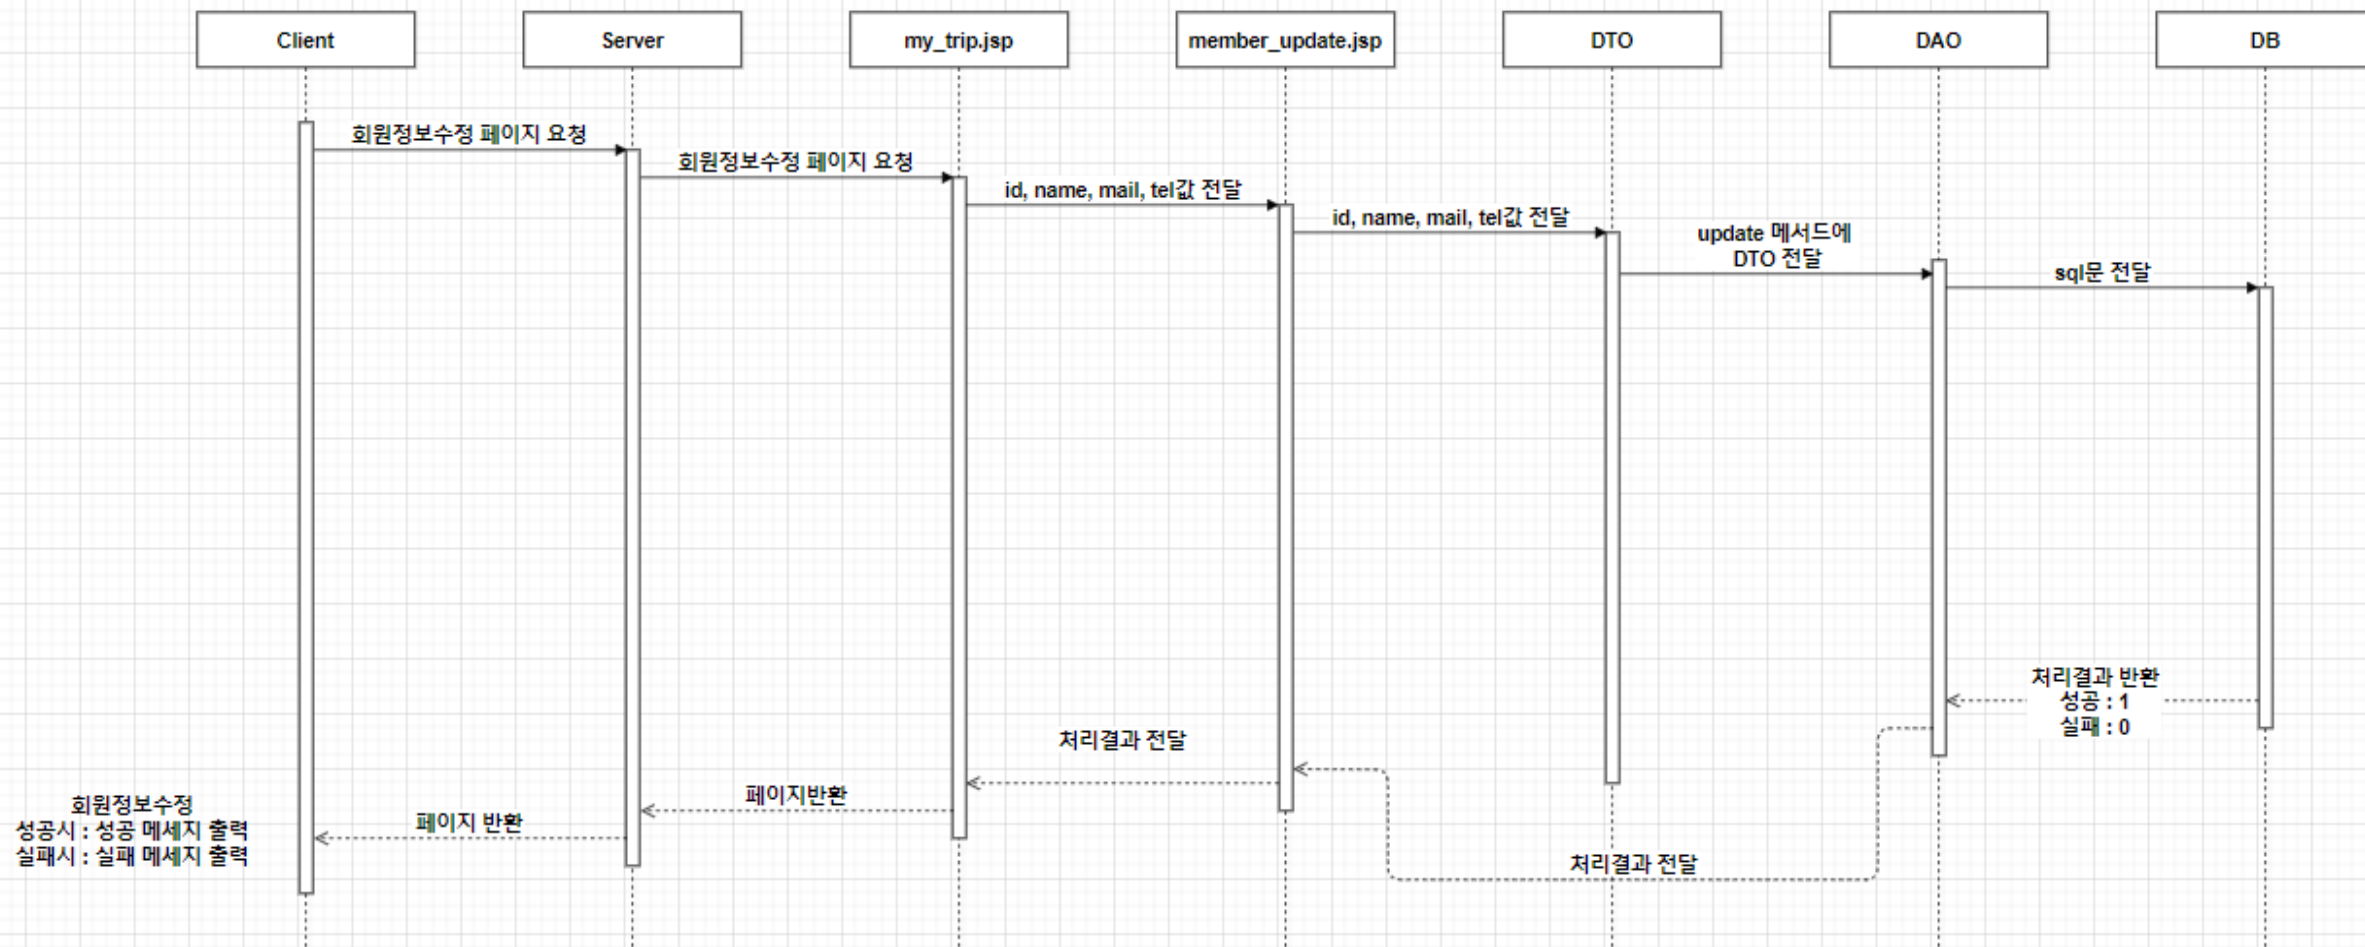 Client
Server
my_trip.jsp
member_update.jsp
DTO
DAO
DB
회원정보수정 페이지 요청
회원정보수정 페이지 요청
id, name, mail, tel값 전달
id, name, mail, tel값 전달
update 메서드에
DTO 전달
sql문 전달
처리결과 반환
성공 : 1
실패 : 0
처리결과 전달
페이지반환
페이지 반환
회원정보수정
성공시 : 성공 메세지 출력
실패시 : 실패 메세지 출력
처리결과 전달